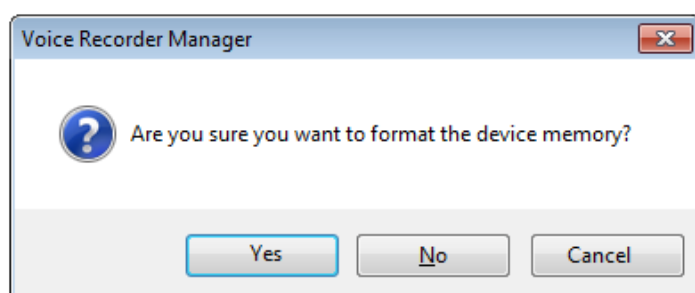 Voice Recorder Manager
Are you sure you want to format the device memory?
Yes
No
Cancel